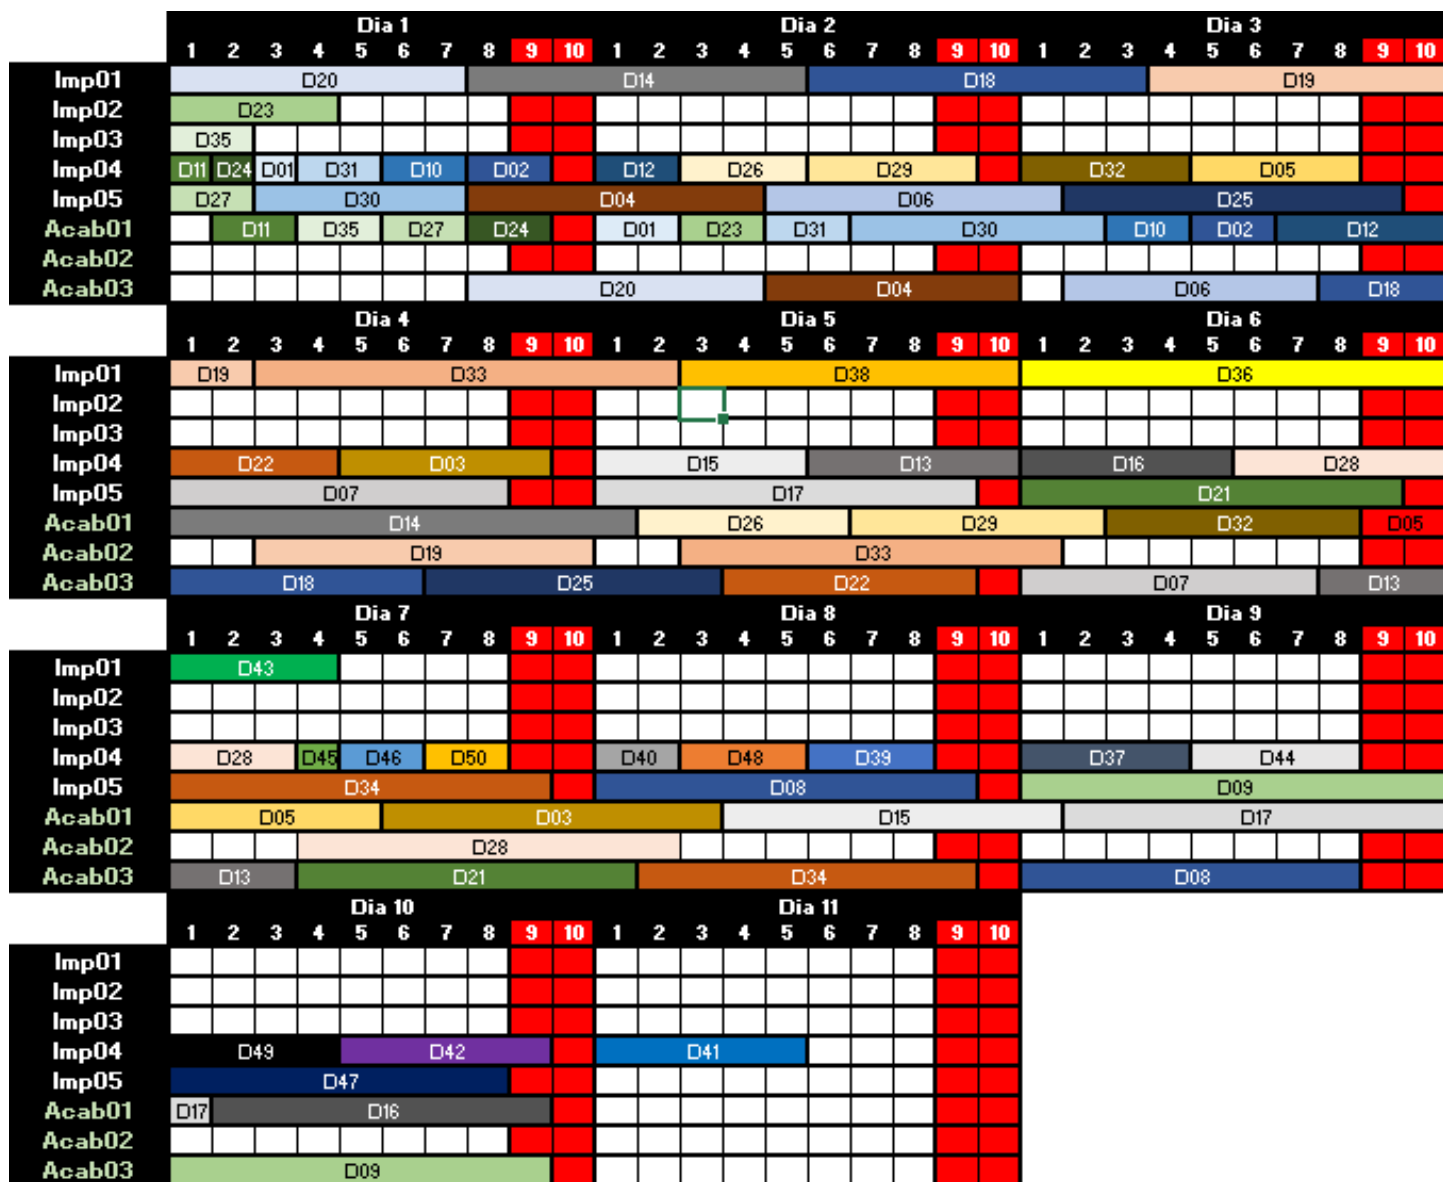 Dia 1 Dia 2 Dia 3
1 2 3 4 5 6 7 8 9 10 1 2 3 4 5 6 7 8 9 10 1 2 3 4 5 6 7 8 9 10
Imp01 D20 D14 D18 D19
Imp02 D23
Imp03 D35
Imp04 D11 D24 D01 D31 D10 D02 D12 D26 D29 D32 D05
Imp05 D27 D30 D04 D06 D25
Acab01 D11 D35 D27 D24 D01 D23 D31 D30 D10 D02 D12
Acab02
Acab03 D20 D04 D06 D18
Dia 4 Dia 5 Dia 6
1 2 3 4 5 6 7 8 9 10 1 2 3 4 5 6 7 8 9 10 1 2 3 4 5 6 7 8 9 10
Imp01 D19 D33 D38 D36
Imp02
Imp03
Imp04 D22 D03 D15 D13 D16 D28
Imp05 D07 D17 D21
Acab01 D14 D26 D29 D32 D05
Acab02 D19 D33
Acab03 D18 D25 D22 D07 D13
Dia 7 Dia 8 Dia 9
1 2 3 4 5 6 7 8 9 10 1 2 3 4 5 6 7 8 9 10 1 2 3 4 5 6 7 8 9 10
Imp01 D43
Imp02
Imp03
Imp04 D28 D45 D46 D50 D40 D48 D39 D37 D44
Imp05 D34 D08 D09
Acab01 D05 D03 D15 D17
Acab02 D28
Acab03 D13 D21 D34 D08
Dia 10 Dia 11
1 2 3 4 5 6 7 8 9 10 1 2 3 4 5 6 7 8 9 10
Imp01
Imp02
Imp03
Imp04 D49 D42 D41
Imp05 D47
Acab01 D17 D16
Acab02
Acab03 D09